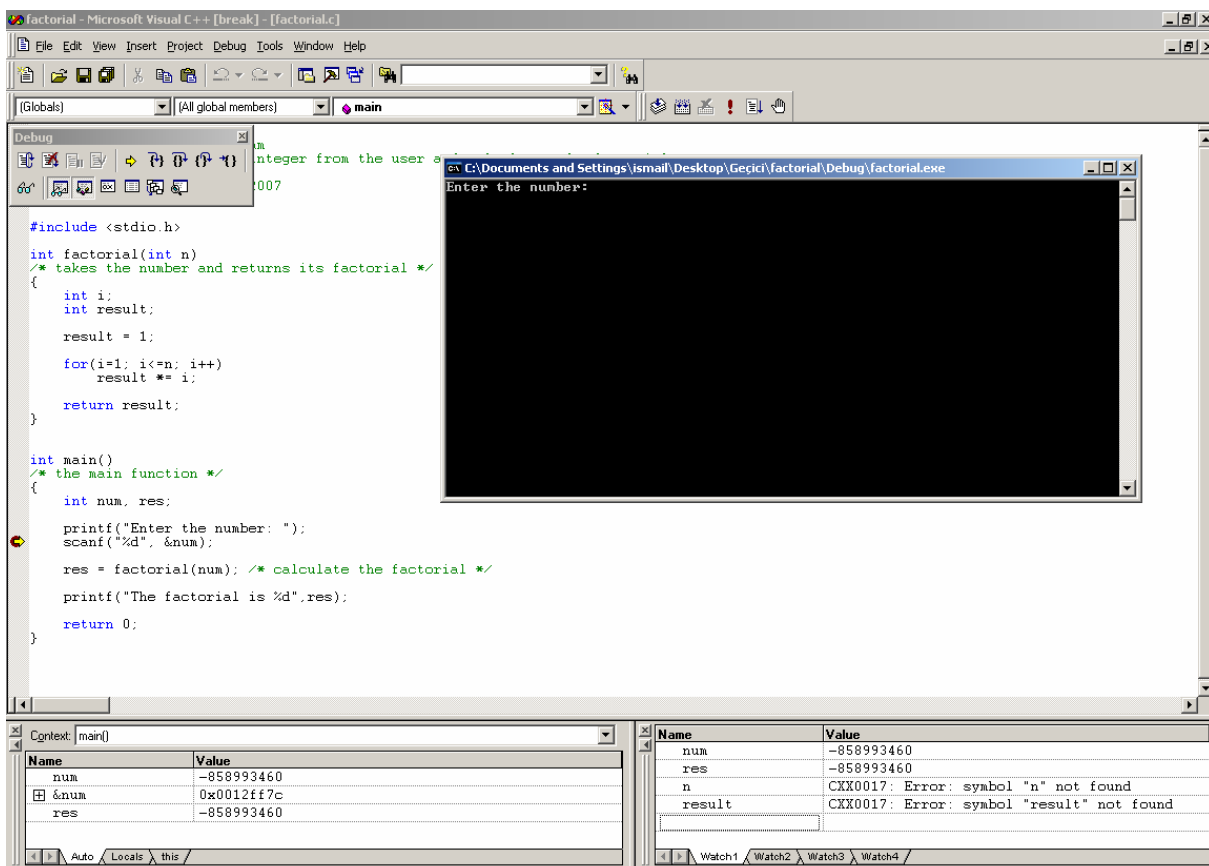 factorial - Microsoft Visual C++ [break] - [factorial.c]
File Edit View Insert Project Debug Tools Window Help
(Globals) (All global members) main
Debug
integer from the user a
2007
C:\Documents and Settings\ismail\Desktop\Geçici\factorial\Debug\factorial.exe
Enter the number:
#include <stdio.h>
int factorial(int n)
/* takes the number and returns its factorial */
{
int i;
int result;
result = 1;
for(i=1; i<=n; i++)
result *= i;
return result;
}
int main()
/* the main function */
{
int num, res;
printf("Enter the number: ");
scanf("%d", &num);
res = factorial(num); /* calculate the factorial */
printf("The factorial is %d",res);
return 0;
}
Context: main()
Name Value
num -858993460
&num 0x0012ff7c
res -858993460
Auto Locals this
Name Value
num -858993460
res -858993460
n CXX0017: Error: symbol "n" not found
result CXX0017: Error: symbol "result" not found
Watch1 Watch2 Watch3 Watch4